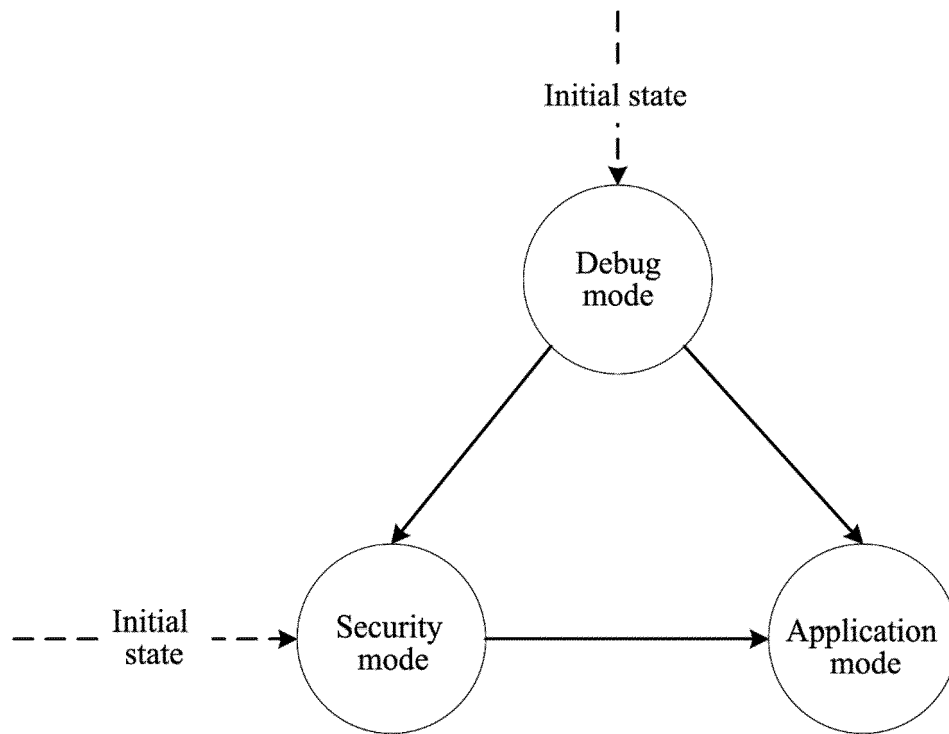 Initial state
Debug
mode
Initial
state
Security
mode
Application
mode